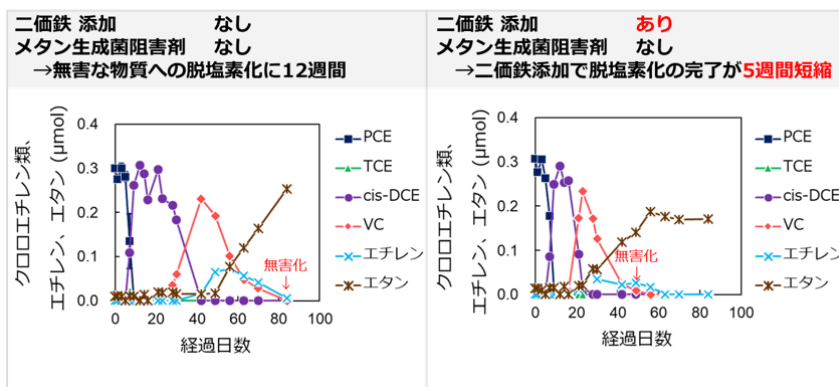 二価鉄 添加 なし
メタン生成菌阻害剤 なし
→無害な物質への脱塩素化に12週間
クロロエチレン類、
エチレン、エタン (μmol)
0.4
0.3
0.2
0.1
0.0
0 20 40 60 80 100
経過日数
無害化
PCE
TCE
cis-DCE
VC
エチレン
エタン
二価鉄 添加 あり
メタン生成菌阻害剤 なし
→二価鉄添加で脱塩素化の完了が5週間短縮
クロロエチレン類、
エチレン、エタン (μmol)
0.4
0.3
0.2
0.1
0.0
0 20 40 60 80 100
経過日数
無害化
PCE
TCE
cis-DCE
VC
エチレン
エタン